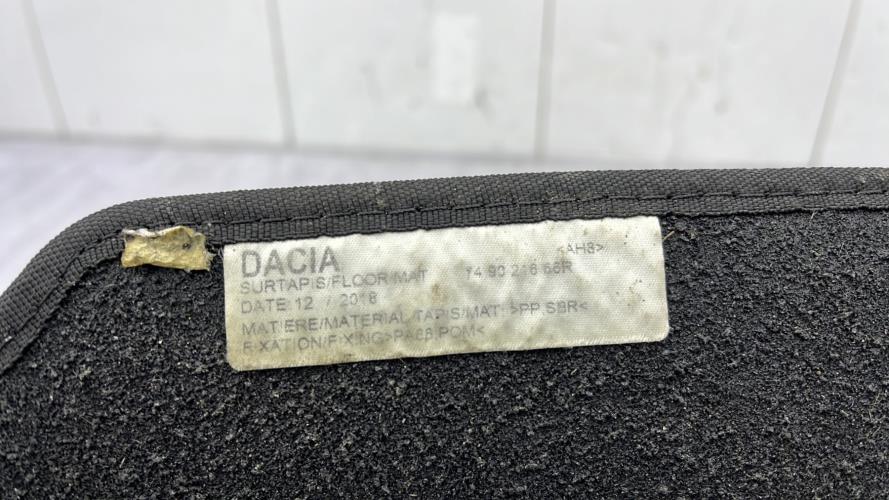 DACIA <AH8>
SURTAPIS/FLOOR MAT 74 90 216 66R
DATE 12 / 2018
MATIERE/MATERIAL TAPIS/MAT: >PP.SBR<
FIXATION/FIXING>PA66.POM<